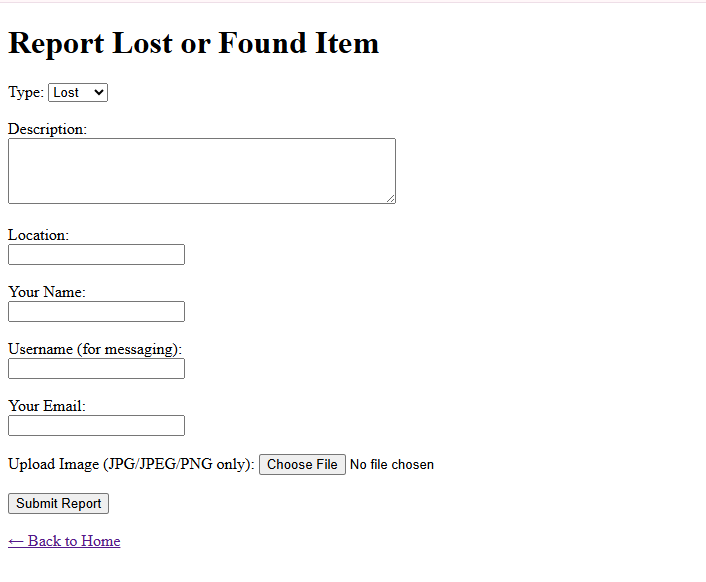 Report Lost or Found Item
Type: Lost
Description:
Location:
Your Name:
Username (for messaging):
Your Email:
Upload Image (JPG/JPEG/PNG only): Choose File No file chosen
Submit Report
← Back to Home